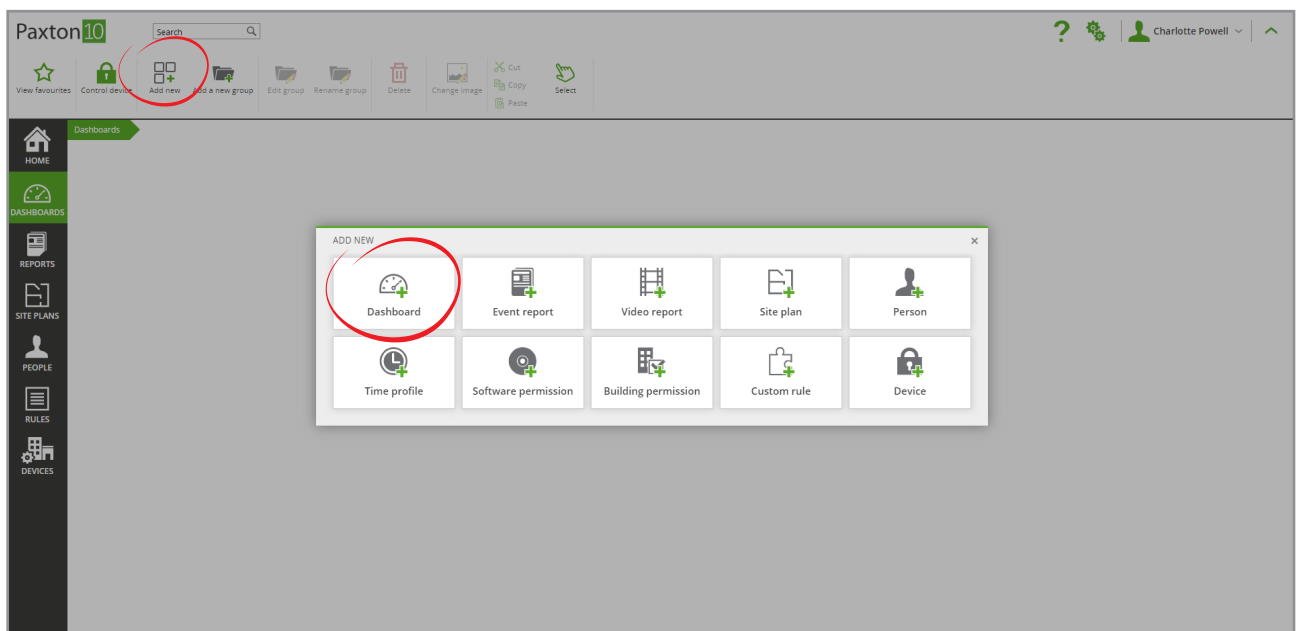 Paxton 10
Search
Charlotte Powell
View favourites
Control device
Add new
Add a new group
Edit group
Rename group
Delete
Change image
Cut
Copy
Paste
Select
HOME
Dashboards
DASHBOARDS
REPORTS
SITE PLANS
PEOPLE
RULES
DEVICES
ADD NEW
Dashboard
Event report
Video report
Site plan
Person
Time profile
Software permission
Building permission
Custom rule
Device